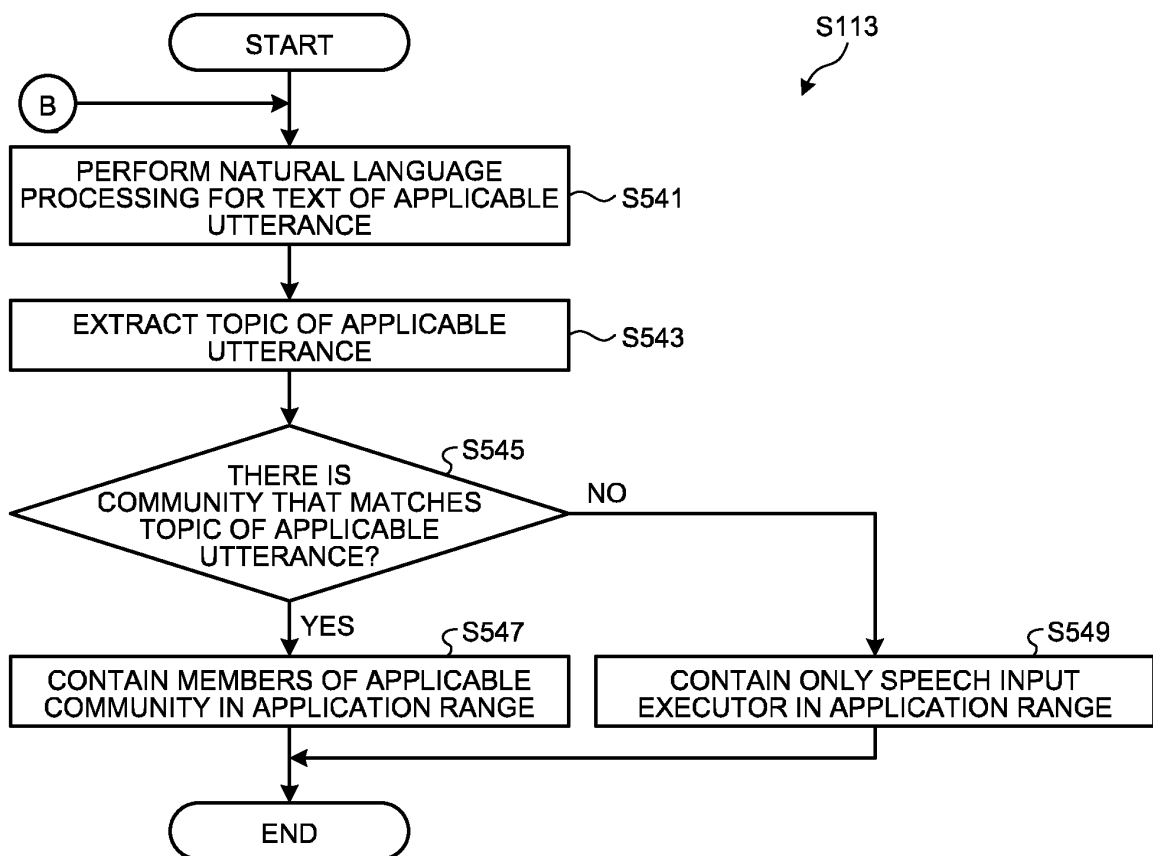 START
S113
B
PERFORM NATURAL LANGUAGE
PROCESSING FOR TEXT OF APPLICABLE
UTTERANCE
S541
EXTRACT TOPIC OF APPLICABLE
UTTERANCE
S543
S545
THERE IS
COMMUNITY THAT MATCHES
TOPIC OF APPLICABLE
UTTERANCE?
NO
YES
S547
CONTAIN MEMBERS OF APPLICABLE
COMMUNITY IN APPLICATION RANGE
S549
CONTAIN ONLY SPEECH INPUT
EXECUTOR IN APPLICATION RANGE
END